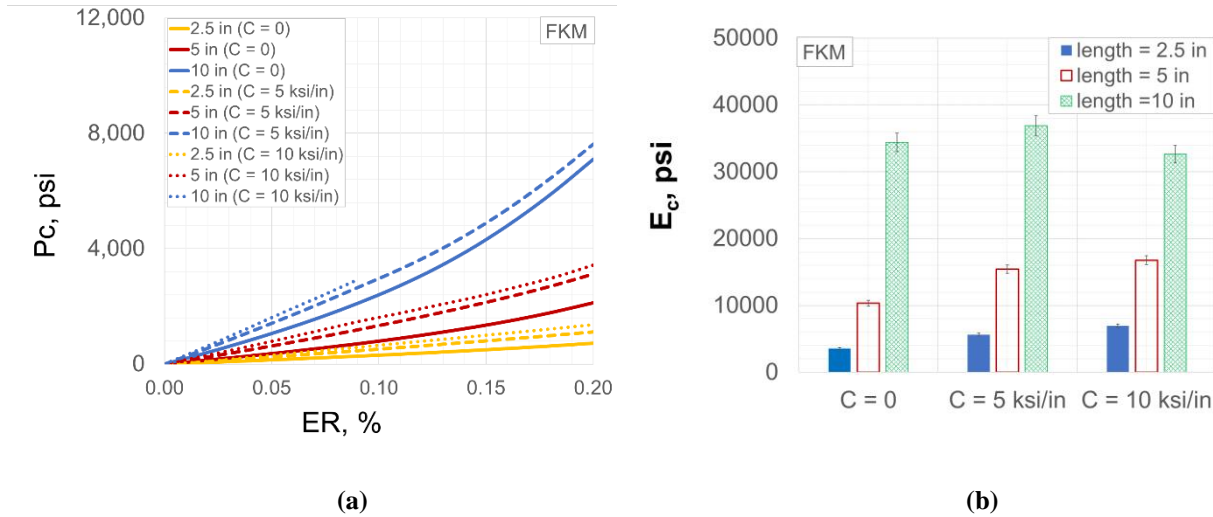 12,000
8,000
4,000
0
Pc, psi
2.5 in (C = 0)
5 in (C = 0)
10 in (C = 0)
2.5 in (C = 5 ksi/in)
5 in (C = 5 ksi/in)
10 in (C = 5 ksi/in)
2.5 in (C = 10 ksi/in)
5 in (C = 10 ksi/in)
10 in (C = 10 ksi/in)
FKM
0.00 0.05 0.10 0.15 0.20
ER, %
(a)
50000
40000
30000
20000
10000
0
Ec, psi
FKM
length = 2.5 in
length = 5 in
length =10 in
C = 0 C = 5 ksi/in C = 10 ksi/in
(b)